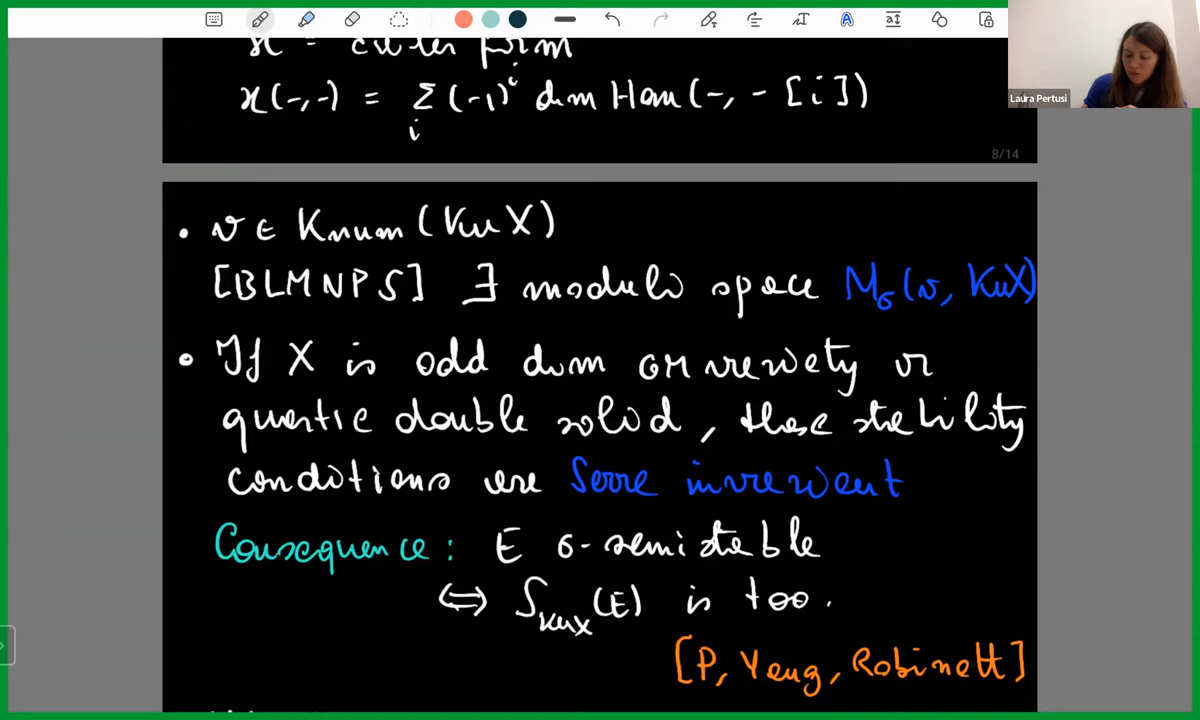 χ = Euler form
χ(-,-) = Σ_i (-1)^i dim Hom(-, -[i])
8/14
• v ∈ Knum(KuX)
[BLMNPS] ∃ moduli space Mσ(v, KuX)
• If X is odd dim GM variety or
quartic double solid, these stability
conditions are Serre invariant
Consequence: E σ-semistable
⟺ S_KuX(E) is too.
[P, Yang, Robinett]
Laura Pertusi